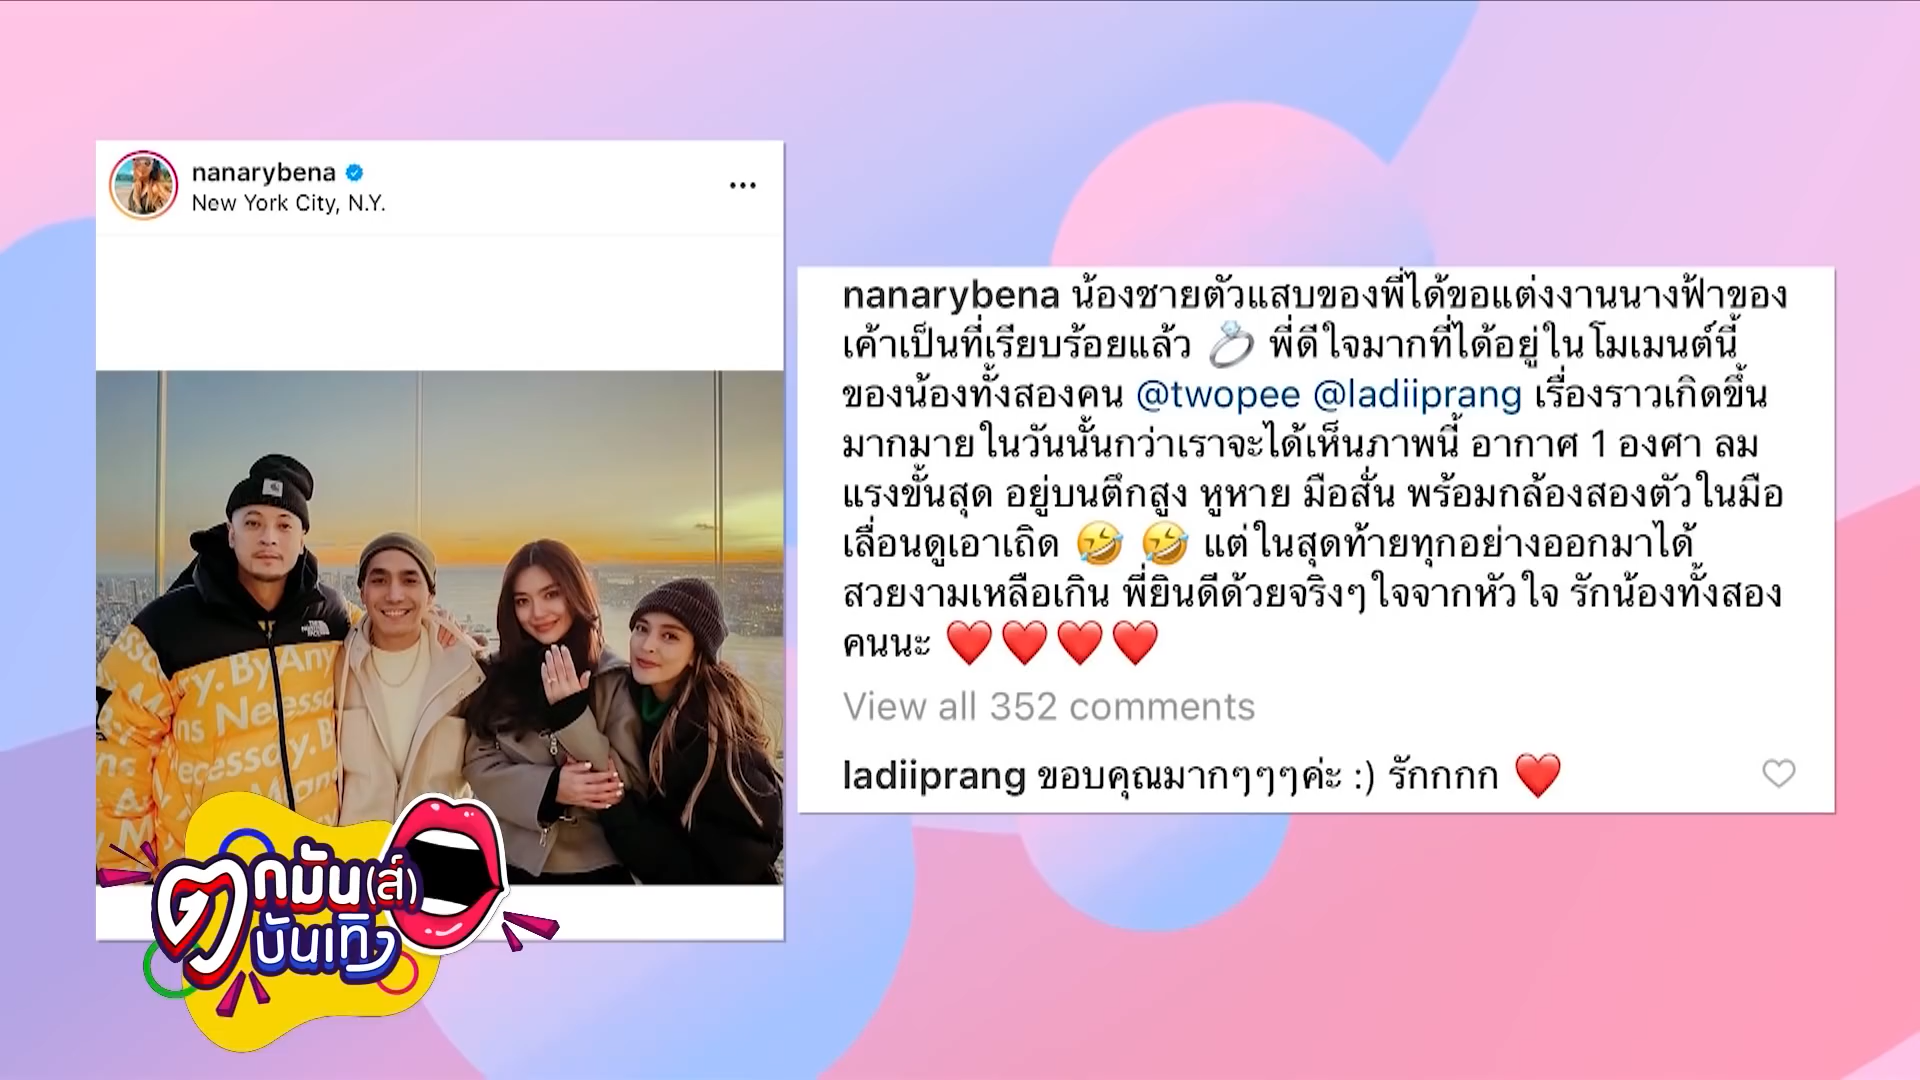 nanarybena
New York City, N.Y.
THE NORTH FACE
ry. By Any
ns Necessa
ecessary. B
nanarybena น้องชายตัวแสบของพี่ได้ขอแต่งงานนางฟ้าของ
เค้าเป็นที่เรียบร้อยแล้ว 💍 พี่ดีใจมากที่ได้อยู่ในโมเมนต์นี้
ของน้องทั้งสองคน @twopee @ladiiprang เรื่องราวเกิดขึ้น
มากมายในวันนั้นกว่าเราจะได้เห็นภาพนี้ อากาศ 1 องศา ลม
แรงขั้นสุด อยู่บนตึกสูง หูหาย มือสั่น พร้อมกล้องสองตัวในมือ
เลื่อนดูเอาเถิด 🤣 🤣 แต่ในสุดท้ายทุกอย่างออกมาได้
สวยงามเหลือเกิน พี่ยินดีด้วยจริงๆใจจากหัวใจ รักน้องทั้งสอง
คนนะ ❤️❤️❤️❤️
View all 352 comments
ladiiprang ขอบคุณมากๆๆๆค่ะ :) รักกกก ❤️
ตกมัน(ส์)
บันเทิง